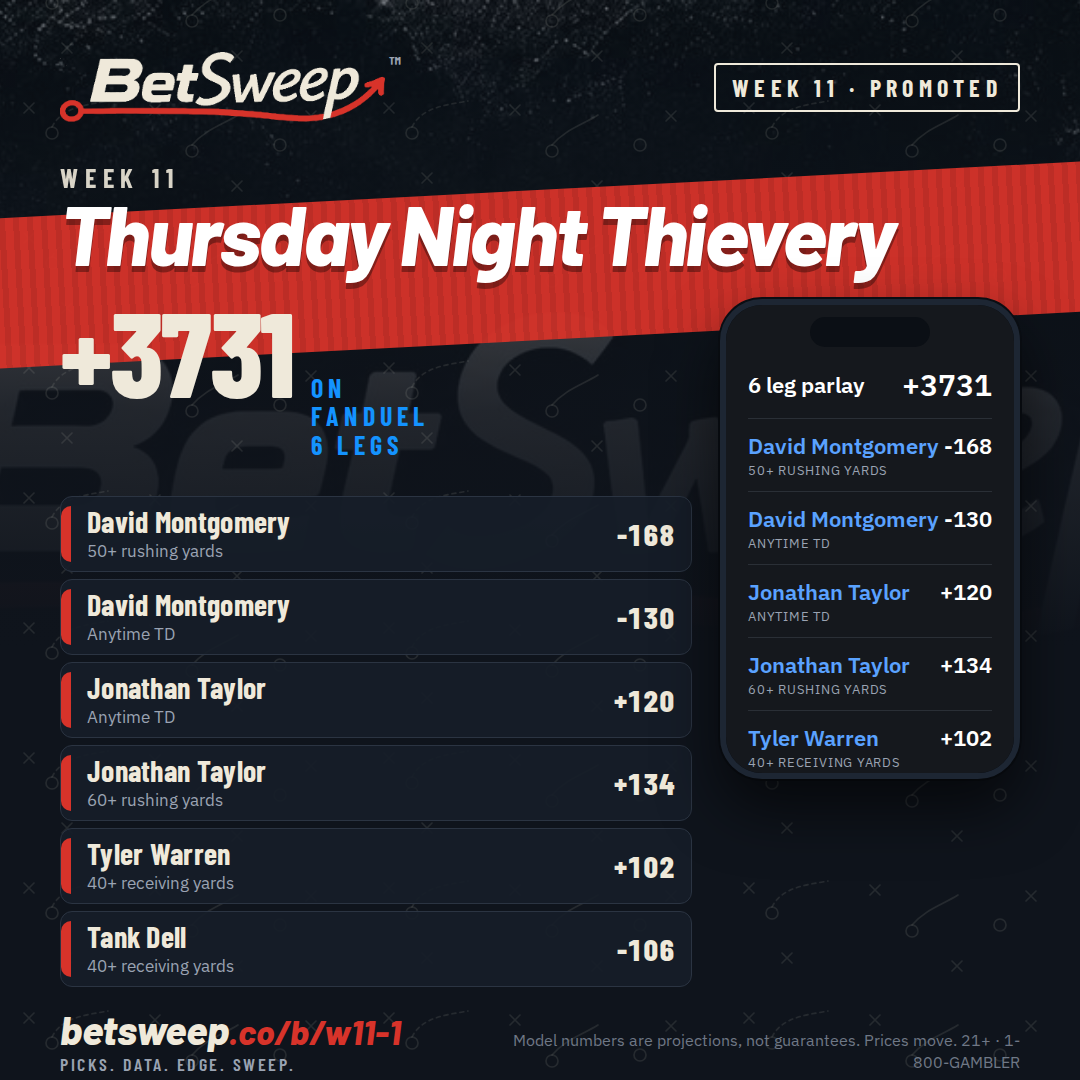 BetSweep™
WEEK 11 · PROMOTED
WEEK 11
Thursday Night Thievery
+3731
ON
FANDUEL
6 LEGS
David Montgomery
50+ rushing yards
-168
David Montgomery
Anytime TD
-130
Jonathan Taylor
Anytime TD
+120
Jonathan Taylor
60+ rushing yards
+134
Tyler Warren
40+ receiving yards
+102
Tank Dell
40+ receiving yards
-106
6 leg parlay +3731
David Montgomery -168
50+ RUSHING YARDS
David Montgomery -130
ANYTIME TD
Jonathan Taylor +120
ANYTIME TD
Jonathan Taylor +134
60+ RUSHING YARDS
Tyler Warren +102
40+ RECEIVING YARDS
betsweep.co/b/w11-1
PICKS. DATA. EDGE. SWEEP.
Model numbers are projections, not guarantees. Prices move. 21+ · 1-
800-GAMBLER